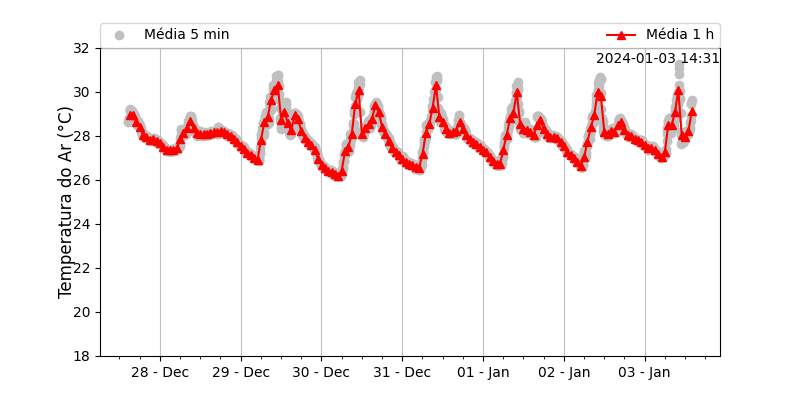 Média 5 min
Média 1 h
2024-01-03 14:31
Temperatura do Ar (°C)
32
30
28
26
24
22
20
18
28 - Dec
29 - Dec
30 - Dec
31 - Dec
01 - Jan
02 - Jan
03 - Jan